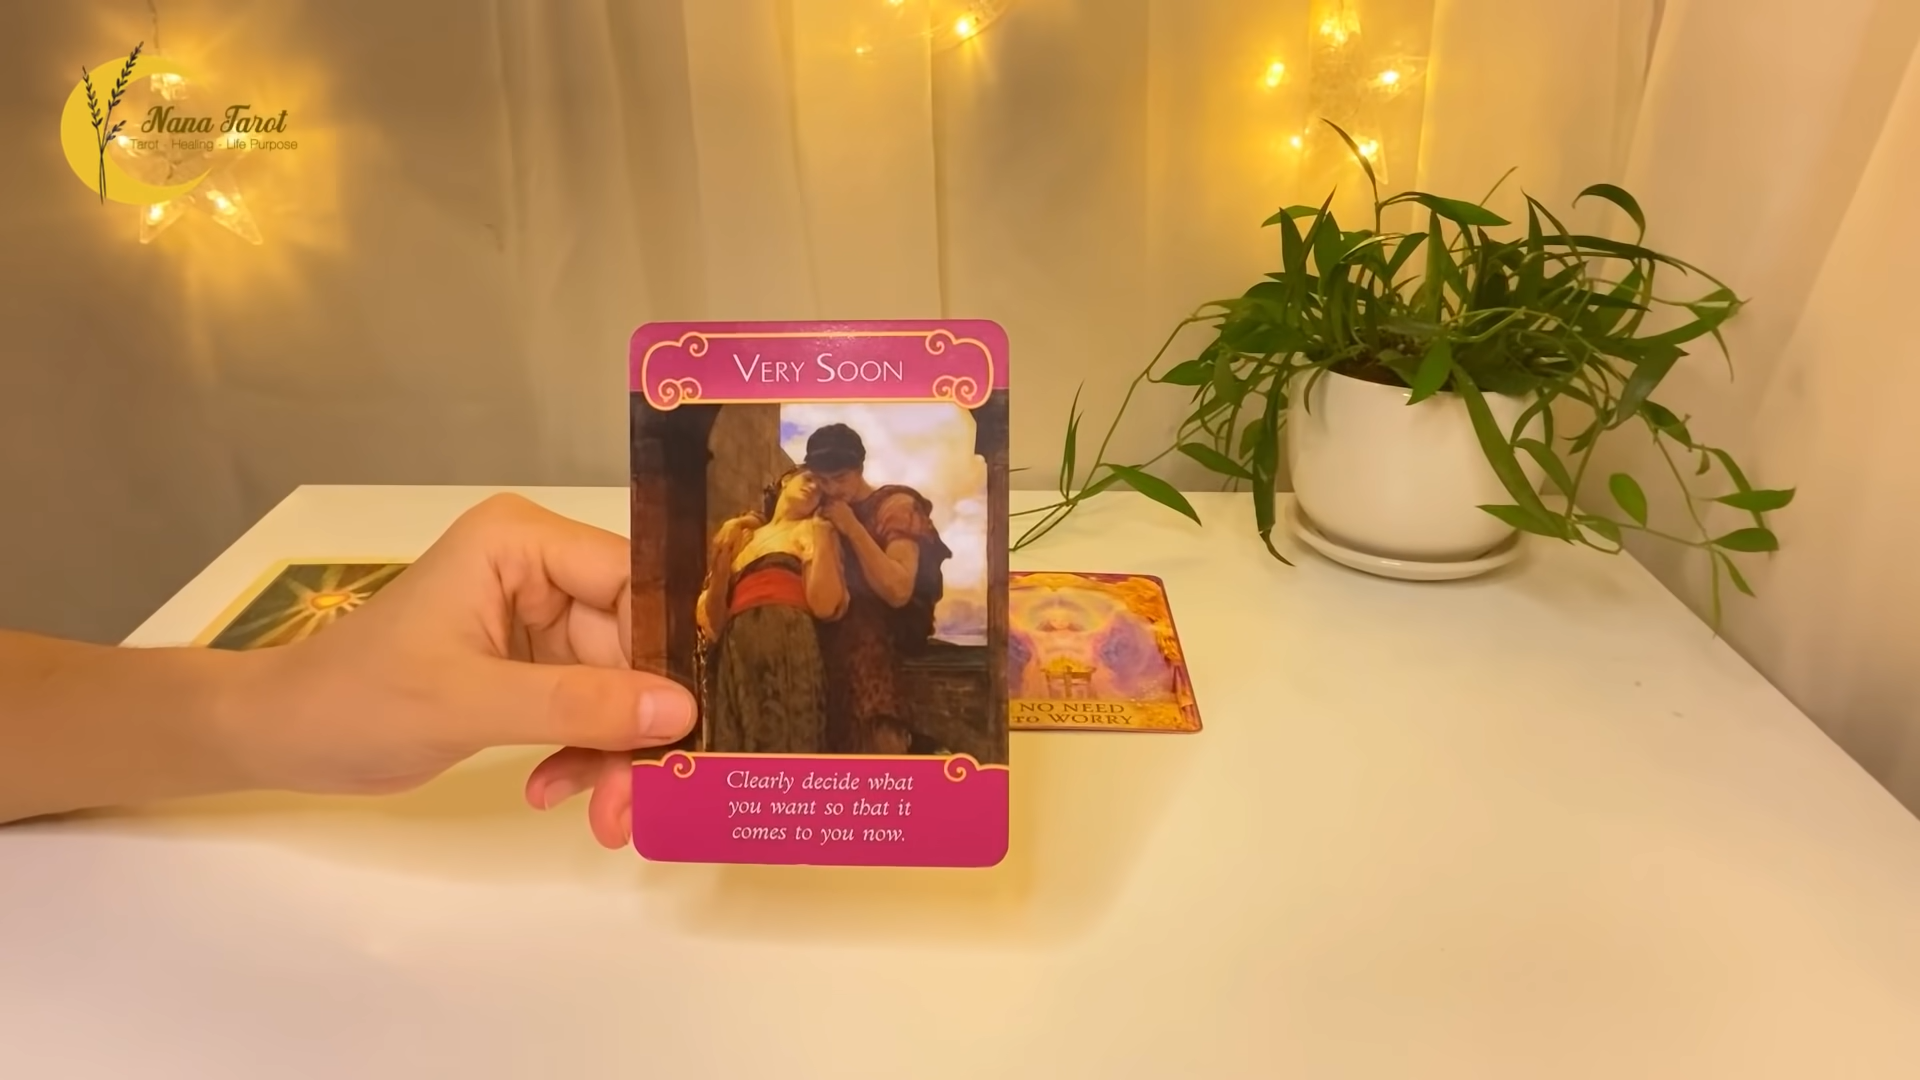 Nana Tarot
Tarot - Healing - Life Purpose
VERY SOON
NO NEED
TO WORRY
Clearly decide what
you want so that it
comes to you now.